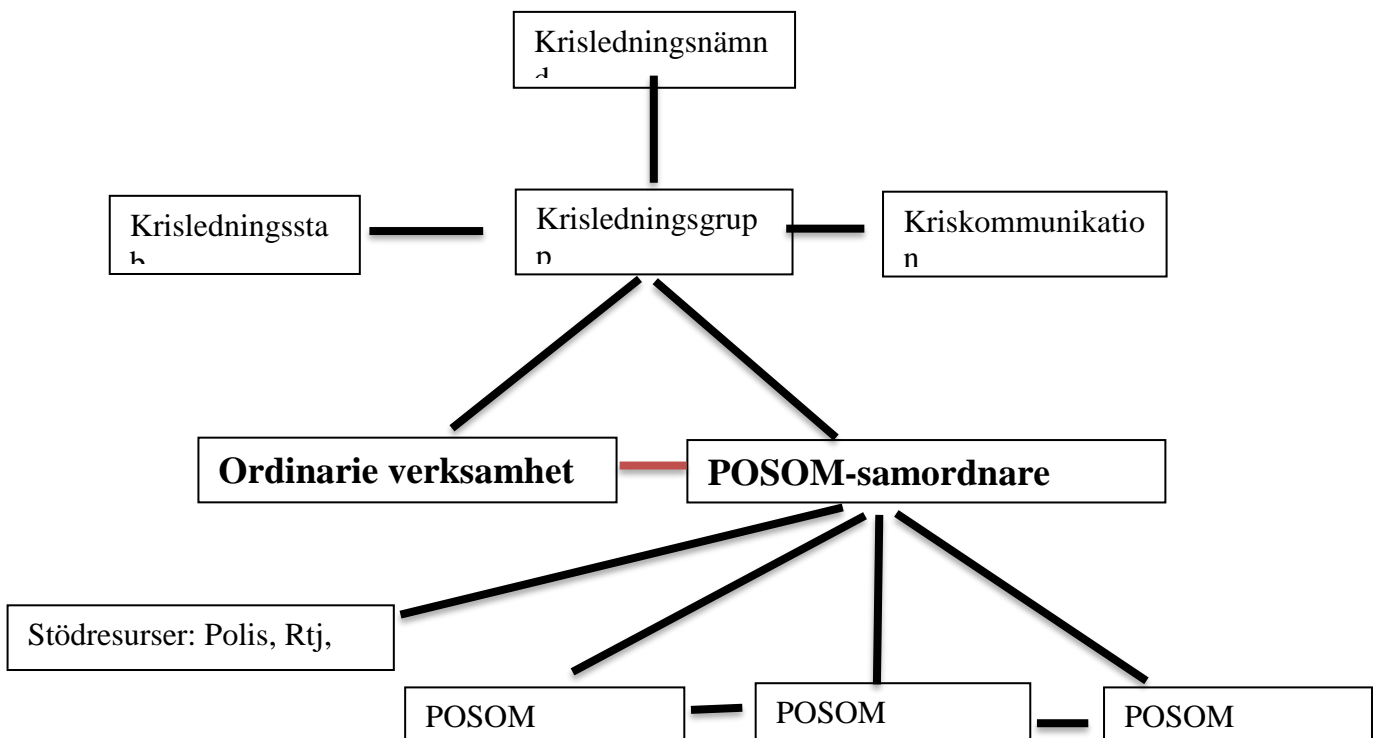 Krisledningsnämn
d
Krisledningssta
b
Krisledningsgrup
p
Kriskommunikatio
n
Ordinarie verksamhet
POSOM-samordnare
Stödresurser: Polis, Rtj,
POSOM
POSOM
POSOM